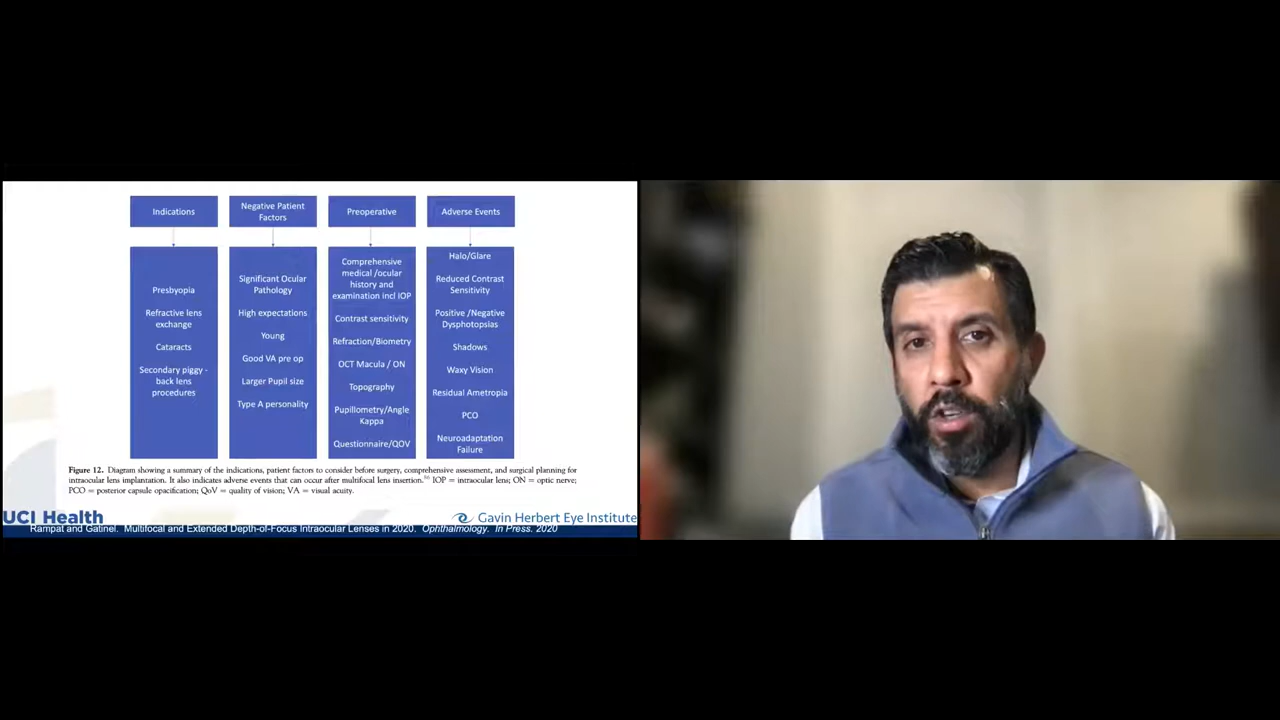 Indications
Negative Patient
Factors
Preoperative
Adverse Events
Presbyopia
Refractive lens
exchange
Cataracts
Secondary piggy -
back lens
procedures
Significant Ocular
Pathology
High expectations
Young
Good VA pre op
Larger Pupil size
Type A personality
Comprehensive
medical /ocular
history and
examination incl IOP
Contrast sensitivity
Refraction/Biometry
OCT Macula / ON
Topography
Pupillometry/Angle
Kappa
Questionnaire/QOV
Halo/Glare
Reduced Contrast
Sensitivity
Positive /Negative
Dysphotopsias
Shadows
Waxy Vision
Residual Ametropia
PCO
Neuroadaptation
Failure
Figure 12. Diagram showing a summary of the indications, patient factors to consider before surgery, comprehensive assessment, and surgical planning for
intraocular lens implantation. It also indicates adverse events that can occur after multifocal lens insertion. IOP = intraocular lens; ON = optic nerve;
PCO = posterior capsule opacification; QoV = quality of vision; VA = visual acuity.
UCI Health
Gavin Herbert Eye Institute
Rampat and Gatinel. Multifocal and Extended Depth-of-Focus Intraocular Lenses in 2020. Ophthalmology. In Press. 2020